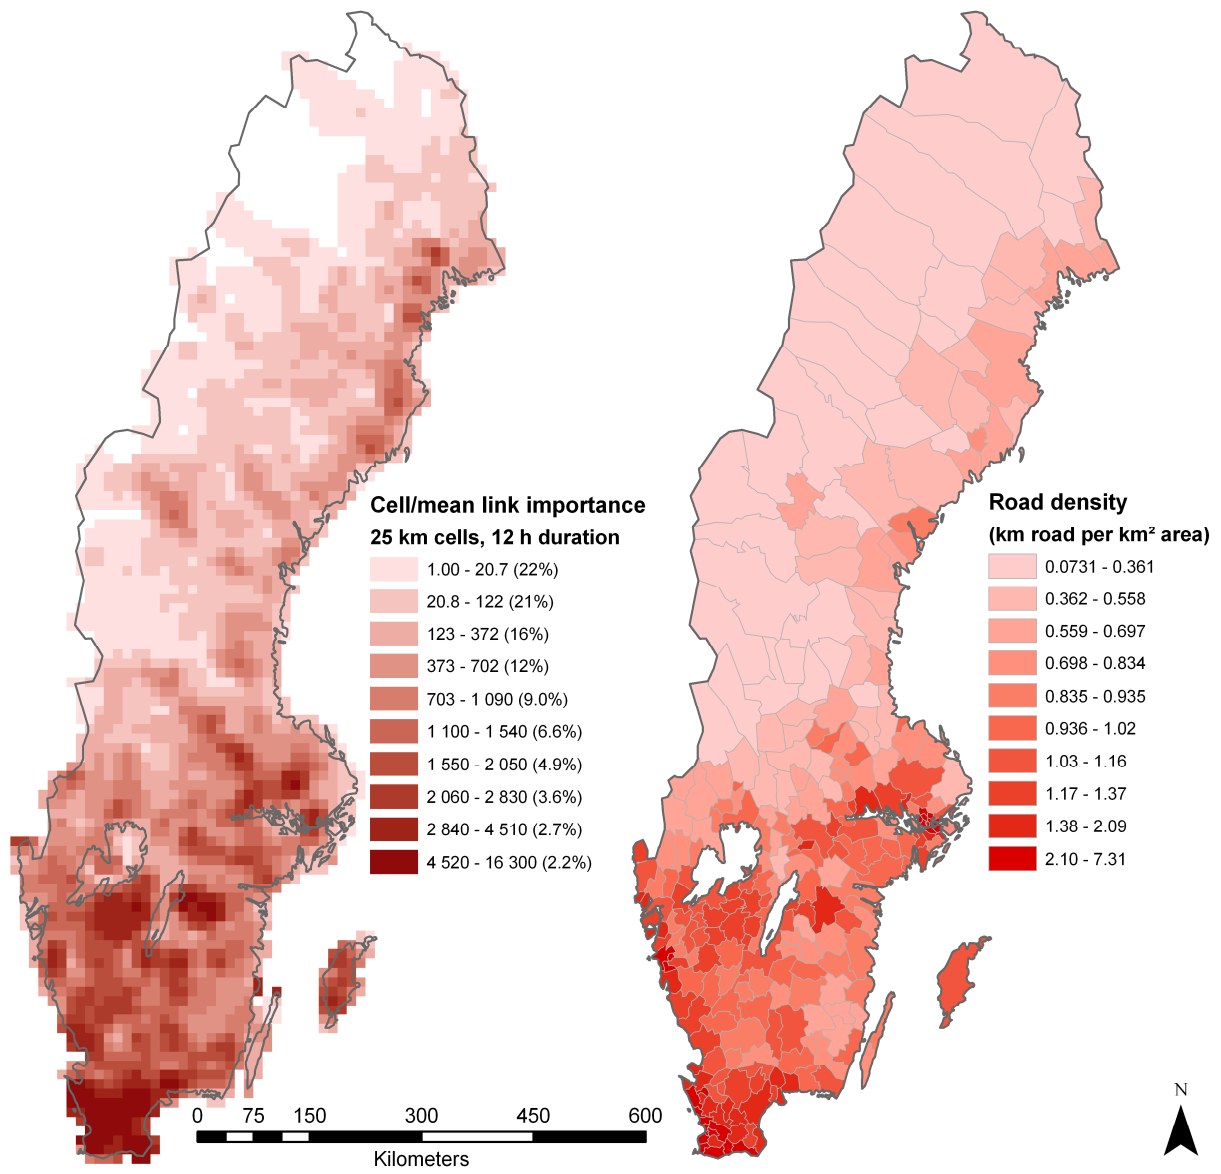 Cell/mean link importance
25 km cells, 12 h duration
1.00 - 20.7 (22%)
20.8 - 122 (21%)
123 - 372 (16%)
373 - 702 (12%)
703 - 1 090 (9.0%)
1 100 - 1 540 (6.6%)
1 550 - 2 050 (4.9%)
2 060 - 2 830 (3.6%)
2 840 - 4 510 (2.7%)
4 520 - 16 300 (2.2%)
Road density
(km road per km² area)
0.0731 - 0.361
0.362 - 0.558
0.559 - 0.697
0.698 - 0.834
0.835 - 0.935
0.936 - 1.02
1.03 - 1.16
1.17 - 1.37
1.38 - 2.09
2.10 - 7.31
0 75 150 300 450 600
Kilometers
N